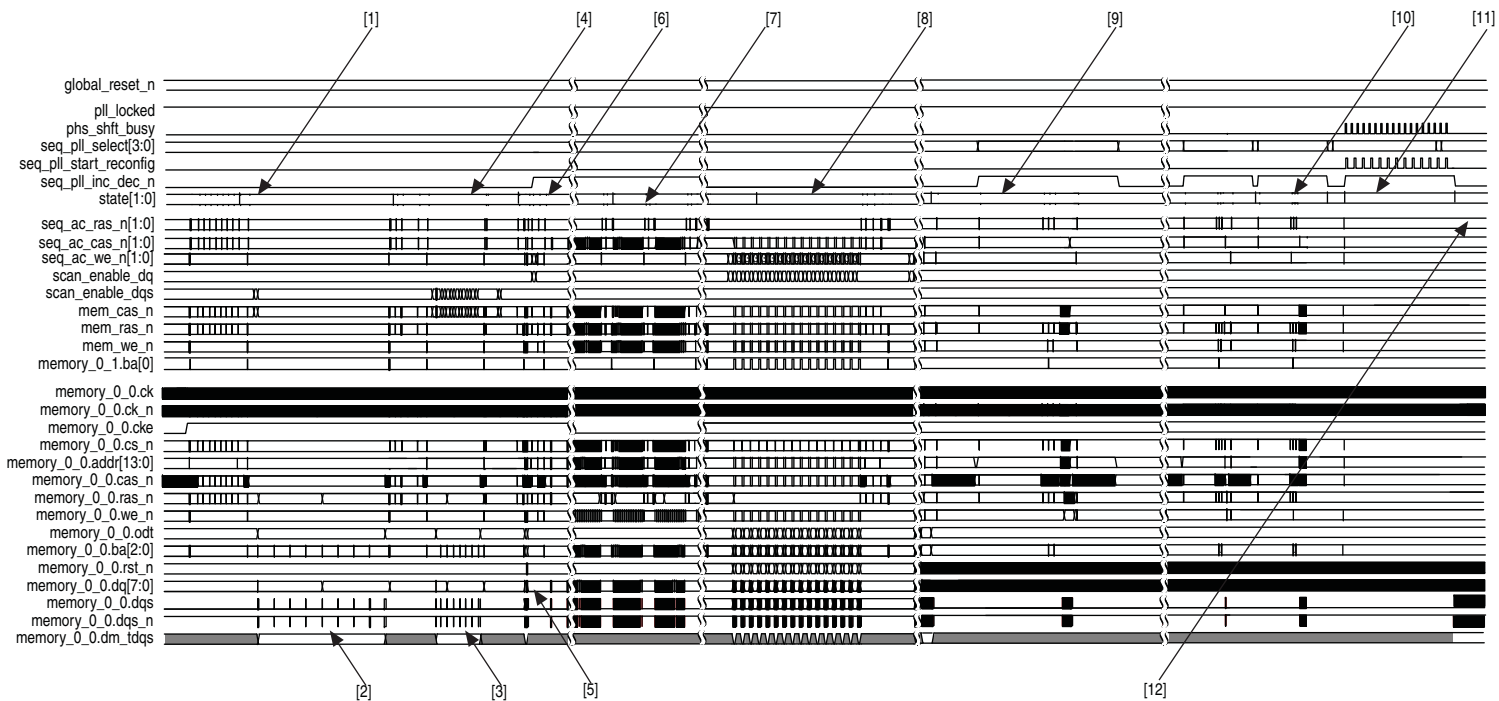 [1] [4] [6] [7] [8] [9] [10] [11]
global_reset_n
pll_locked
phs_shft_busy
seq_pll_select[3:0]
seq_pll_start_reconfig
seq_pll_inc_dec_n
state[1:0]
seq_ac_ras_n[1:0]
seq_ac_cas_n[1:0]
seq_ac_we_n[1:0]
scan_enable_dq
scan_enable_dqs
mem_cas_n
mem_ras_n
mem_we_n
memory_0_1.ba[0]
memory_0_0.ck
memory_0_0.ck_n
memory_0_0.cke
memory_0_0.cs_n
memory_0_0.addr[13:0]
memory_0_0.cas_n
memory_0_0.ras_n
memory_0_0.we_n
memory_0_0.odt
memory_0_0.ba[2:0]
memory_0_0.rst_n
memory_0_0.dq[7:0]
memory_0_0.dqs
memory_0_0.dqs_n
memory_0_0.dm_tdqs
[2] [3] [5] [12]